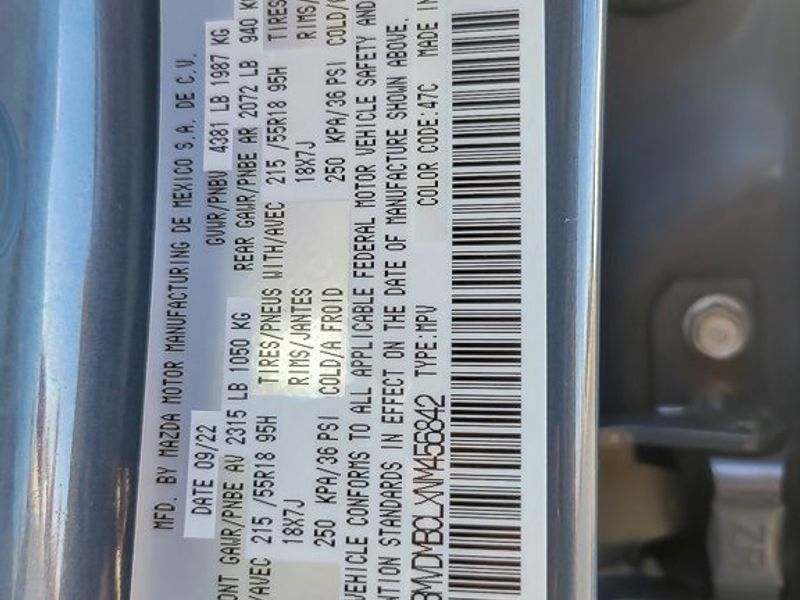 MFD. BY MAZDA MOTOR MANUFACTURING DE MEXICO S.A. DE C.V.
DATE 09/22 GVWR/PNBV 4381 LB 1987 KG
ONT GAWR/PNBE AV 2315 LB 1050 KG REAR GAWR/PNBE AR 2072 LB 940 K
/AVEC 215 /55R18 95H TIRES/PNEUS WITH/AVEC 215 /55R18 95H TIRES
18X7J RIMS/JANTES 18X7J RIMS/
250 KPA/36 PSI COLD/A FROID 250 KPA/36 PSI COLD/
VEHICLE CONFORMS TO ALL APPLICABLE FEDERAL MOTOR VEHICLE SAFETY AND
ATION STANDARDS IN EFFECT ON THE DATE OF MANUFACTURE SHOWN ABOVE.
BMVDMBCLXNM456842 TYPE:MPV COLOR CODE:47C MADE IN